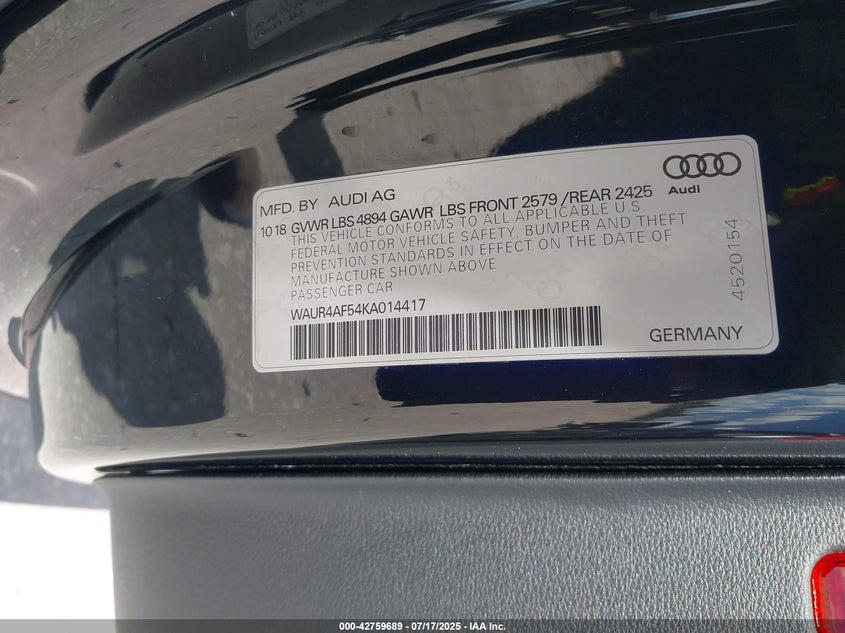 MFD. BY AUDI AG
10 18 GVWR LBS 4894 GAWR LBS FRONT 2579 /REAR 2425
THIS VEHICLE CONFORMS TO ALL APPLICABLE U.S.
FEDERAL MOTOR VEHICLE SAFETY, BUMPER AND THEFT
PREVENTION STANDARDS IN EFFECT ON THE DATE OF
MANUFACTURE SHOWN ABOVE
PASSENGER CAR
WAUR4AF54KA014417
Audi
4520154
GERMANY
000-42759689 / 07/17/2025 - IAA Inc.